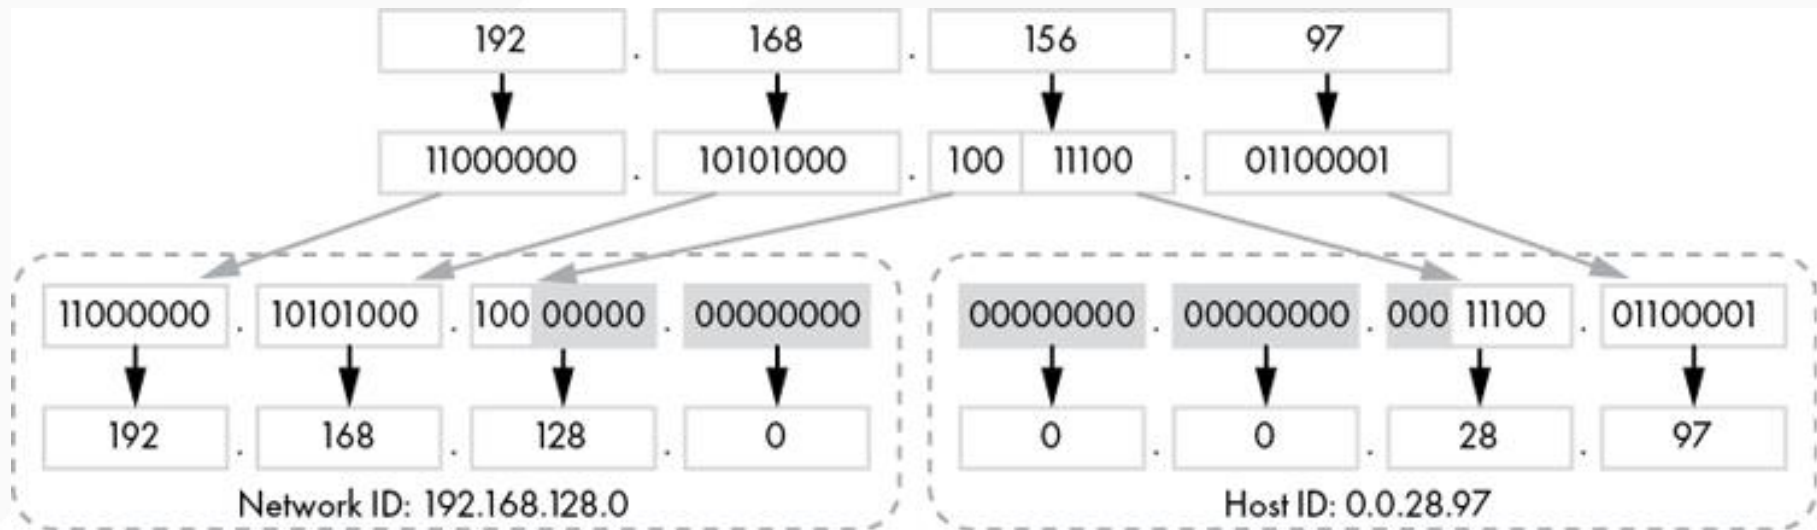 192 . 168 . 156 . 97
11000000 . 10101000 . 100 11100 . 01100001
11000000 . 10101000 . 100 00000 . 00000000
00000000 . 00000000 . 000 11100 . 01100001
192 . 168 . 128 . 0
0 . 0 . 28 . 97
Network ID: 192.168.128.0
Host ID: 0.0.28.97